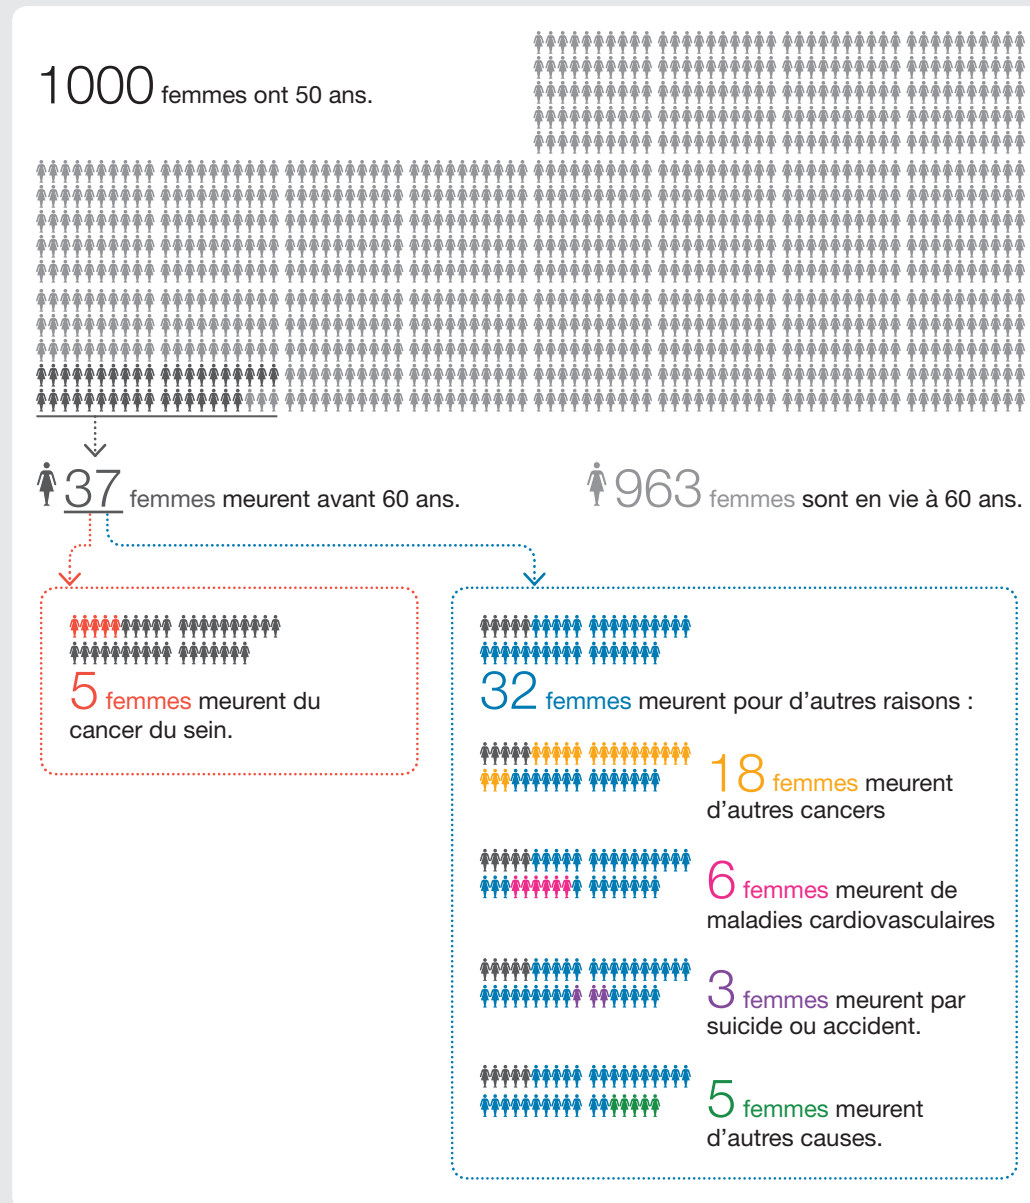 1000 femmes ont 50 ans.
37 femmes meurent avant 60 ans.
963 femmes sont en vie à 60 ans.
5 femmes meurent du
cancer du sein.
32 femmes meurent pour d'autres raisons :
18 femmes meurent
d'autres cancers
6 femmes meurent de
maladies cardiovasculaires
3 femmes meurent par
suicide ou accident.
5 femmes meurent
d'autres causes.